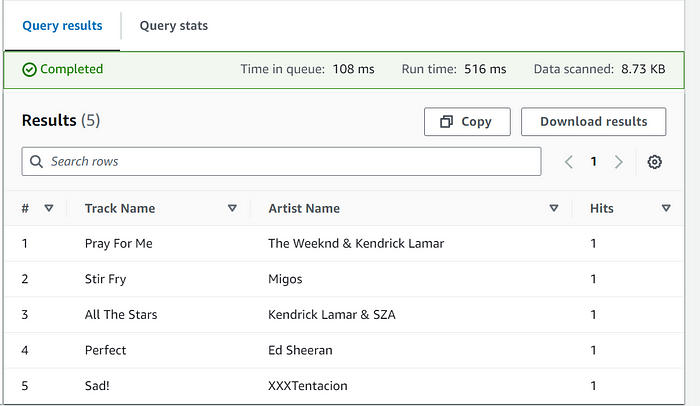 Query results Query stats
Completed Time in queue: 108 ms Run time: 516 ms Data scanned: 8.73 KB
Results (5) Copy Download results
Search rows 1
# Track Name Artist Name Hits
1 Pray For Me The Weeknd & Kendrick Lamar 1
2 Stir Fry Migos 1
3 All The Stars Kendrick Lamar & SZA 1
4 Perfect Ed Sheeran 1
5 Sad! XXXTentacion 1